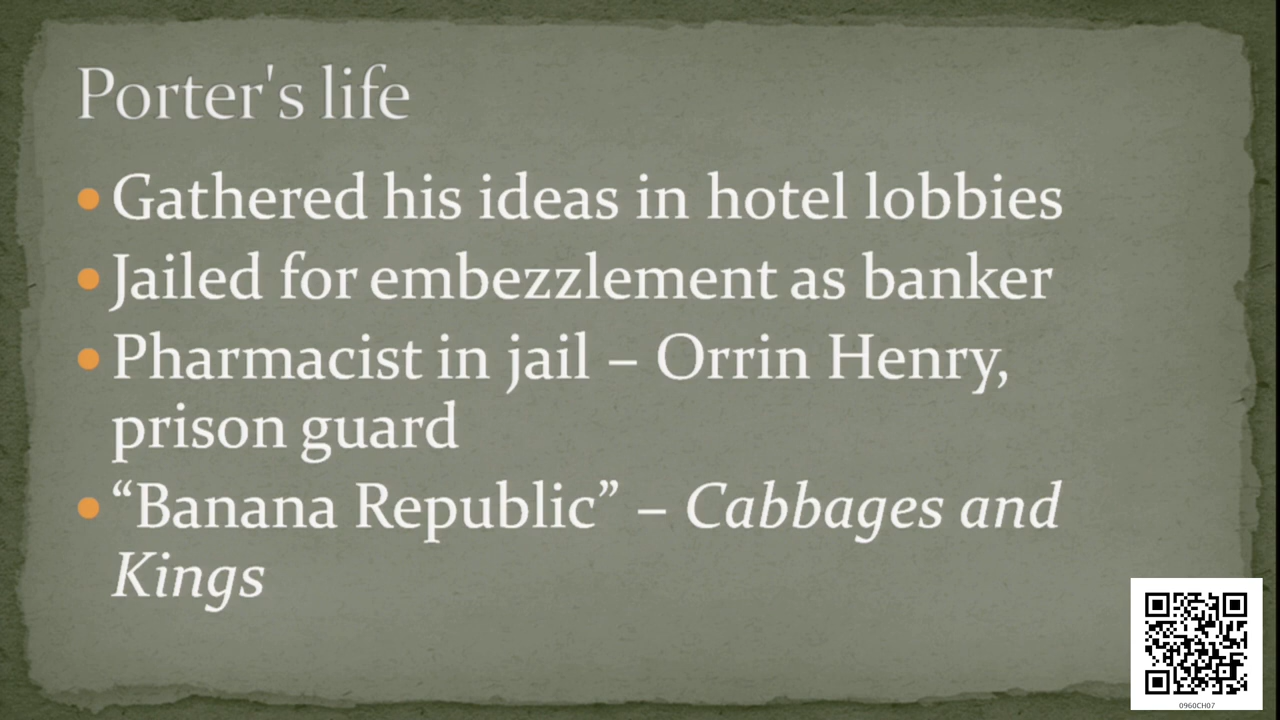 Porter's life
Gathered his ideas in hotel lobbies
Jailed for embezzlement as banker
Pharmacist in jail – Orrin Henry,
prison guard
“Banana Republic” – Cabbages and
Kings
0960CH07